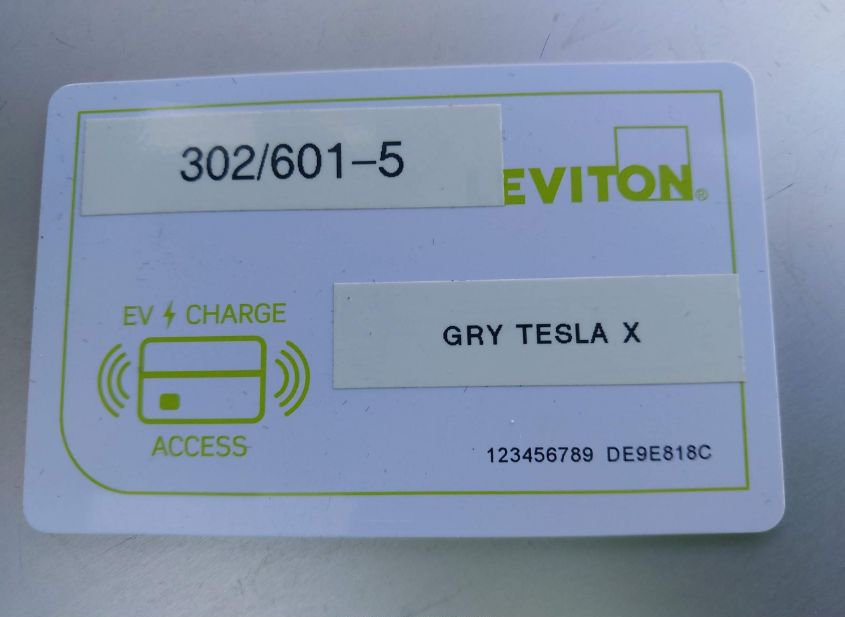 302/601-5
EVITON®
EV CHARGE
GRY TESLA X
ACCESS
123456789 DE9E818C